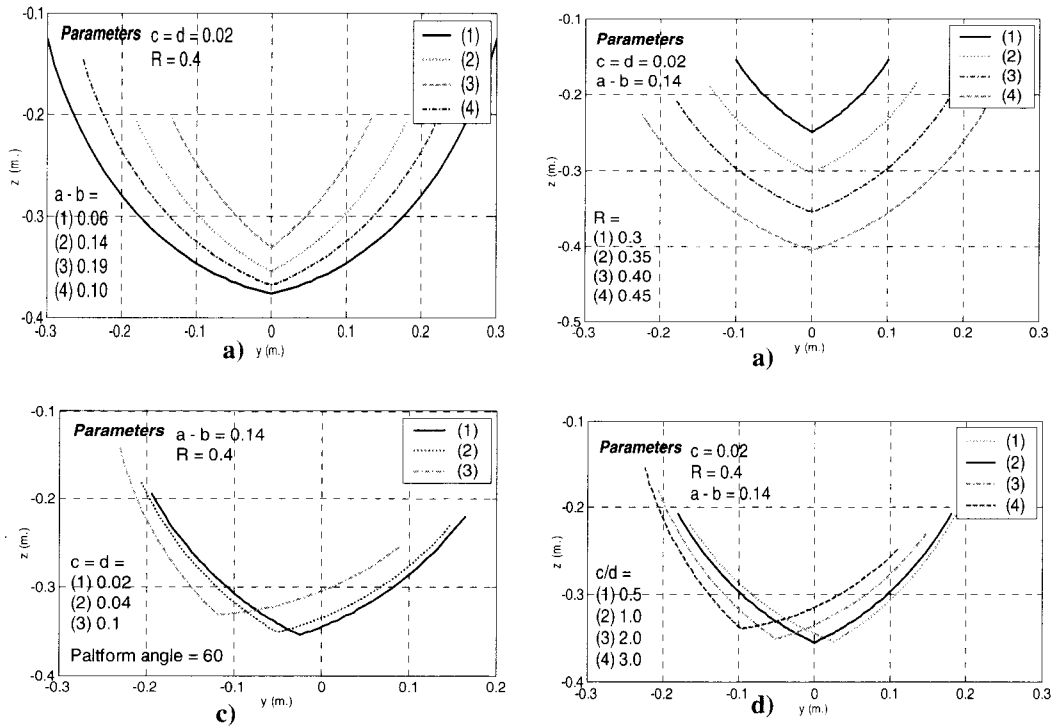 -0.1
Parameters c = d = 0.02
R = 0.4
(1)
(2)
(3)
(4)
-0.2
z (m.)
a - b =
(1) 0.06
(2) 0.14
(3) 0.19
(4) 0.10
-0.3
-0.4
-0.3 -0.2 -0.1 0 0.1 0.2 0.3
a) y (m.)
-0.1
Parameters
c = d = 0.02
a - b = 0.14
(1)
(2)
(3)
(4)
-0.2
z (m.)
-0.3
R =
(1) 0.3
(2) 0.35
(3) 0.40
(4) 0.45
-0.4
-0.5
-0.3 -0.2 -0.1 0 0.1 0.2 0.3
y (m.)
a)
-0.1
Parameters a - b = 0.14
R = 0.4
(1)
(2)
(3)
-0.2
z (m.)
c = d =
(1) 0.02
(2) 0.04
(3) 0.1
-0.3
Paltform angle = 60
-0.4
-0.3 -0.2 -0.1 0 0.1 0.2
c) y (m.)
-0.1
Parameters
c = 0.02
R = 0.4
a - b = 0.14
(1)
(2)
(3)
(4)
-0.2
z (m.)
c/d =
(1) 0.5
(2) 1.0
(3) 2.0
(4) 3.0
-0.3
-0.4
-0.3 -0.2 -0.1 0 0.1 0.2 0.3
d) y (m.)